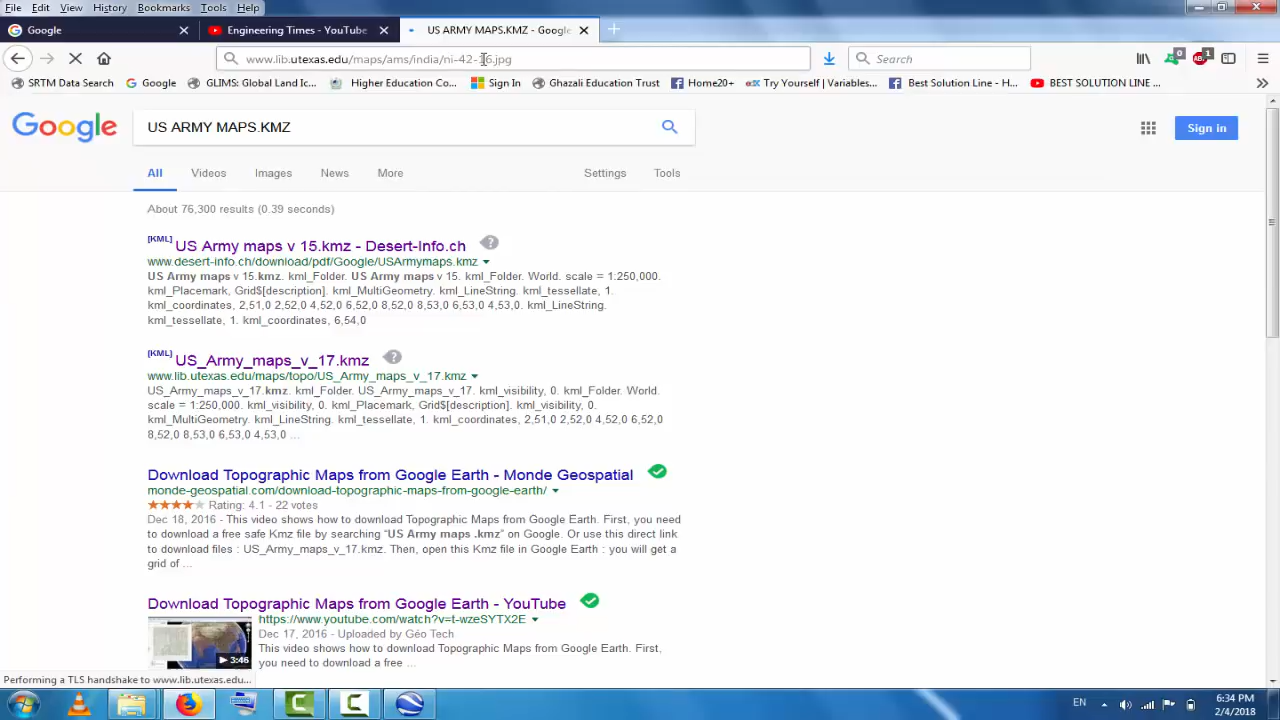 File Edit View History Bookmarks Tools Help
Google
Engineering Times - YouTube
US ARMY MAPS.KMZ - Google
www.lib.utexas.edu/maps/ams/india/ni-42-16.jpg
Search
0
1
SRTM Data Search
Google
GLIMS: Global Land Ic...
Higher Education Co...
Sign In
Ghazali Education Trust
Home20+
Try Yourself | Variables...
Best Solution Line - H...
BEST SOLUTION LINE ...
Google
US ARMY MAPS.KMZ
Sign in
All Videos Images News More Settings Tools
About 76,300 results (0.39 seconds)
[KML] US Army maps v 15.kmz - Desert-Info.ch
www.desert-info.ch/download/pdf/Google/USArmymaps.kmz
US Army maps v 15.kmz. kml_Folder. US Army maps v 15. kml_Folder. World. scale = 1:250,000.
kml_Placemark, Grid$[description]. kml_MultiGeometry. kml_LineString. kml_tessellate, 1.
kml_coordinates, 2,51,0 2,52,0 4,52,0 6,52,0 8,52,0 8,53,0 6,53,0 4,53,0. kml_LineString.
kml_tessellate, 1. kml_coordinates, 6,54,0
[KML] US_Army_maps_v_17.kmz
www.lib.utexas.edu/maps/topo/US_Army_maps_v_17.kmz
US_Army_maps_v_17.kmz. kml_Folder. US_Army_maps_v_17. kml_visibility, 0. kml_Folder. World.
scale = 1:250,000. kml_visibility, 0. kml_Placemark, Grid$[description]. kml_visibility, 0.
kml_MultiGeometry. kml_LineString. kml_tessellate, 1. kml_coordinates, 2,51,0 2,52,0 4,52,0 6,52,0
8,52,0 8,53,0 6,53,0 4,53,0 ...
Download Topographic Maps from Google Earth - Monde Geospatial
monde-geospatial.com/download-topographic-maps-from-google-earth/
Rating: 4.1 - 22 votes
Dec 18, 2016 - This video shows how to download Topographic Maps from Google Earth. First, you need
to download a free safe Kmz file by searching “US Army maps .kmz” on Google. Or use this direct link
to download files : US_Army_maps_v_17.kmz. Then, open this Kmz file in Google Earth : you will get a
grid of ...
Download Topographic Maps from Google Earth - YouTube
https://www.youtube.com/watch?v=t-wzeSYTX2E
Dec 17, 2016 - Uploaded by Géo Tech
This video shows how to download Topographic Maps from Google Earth. First,
you need to download a free ...
3:46
Performing a TLS handshake to www.lib.utexas.edu...
EN
6:34 PM
2/4/2018